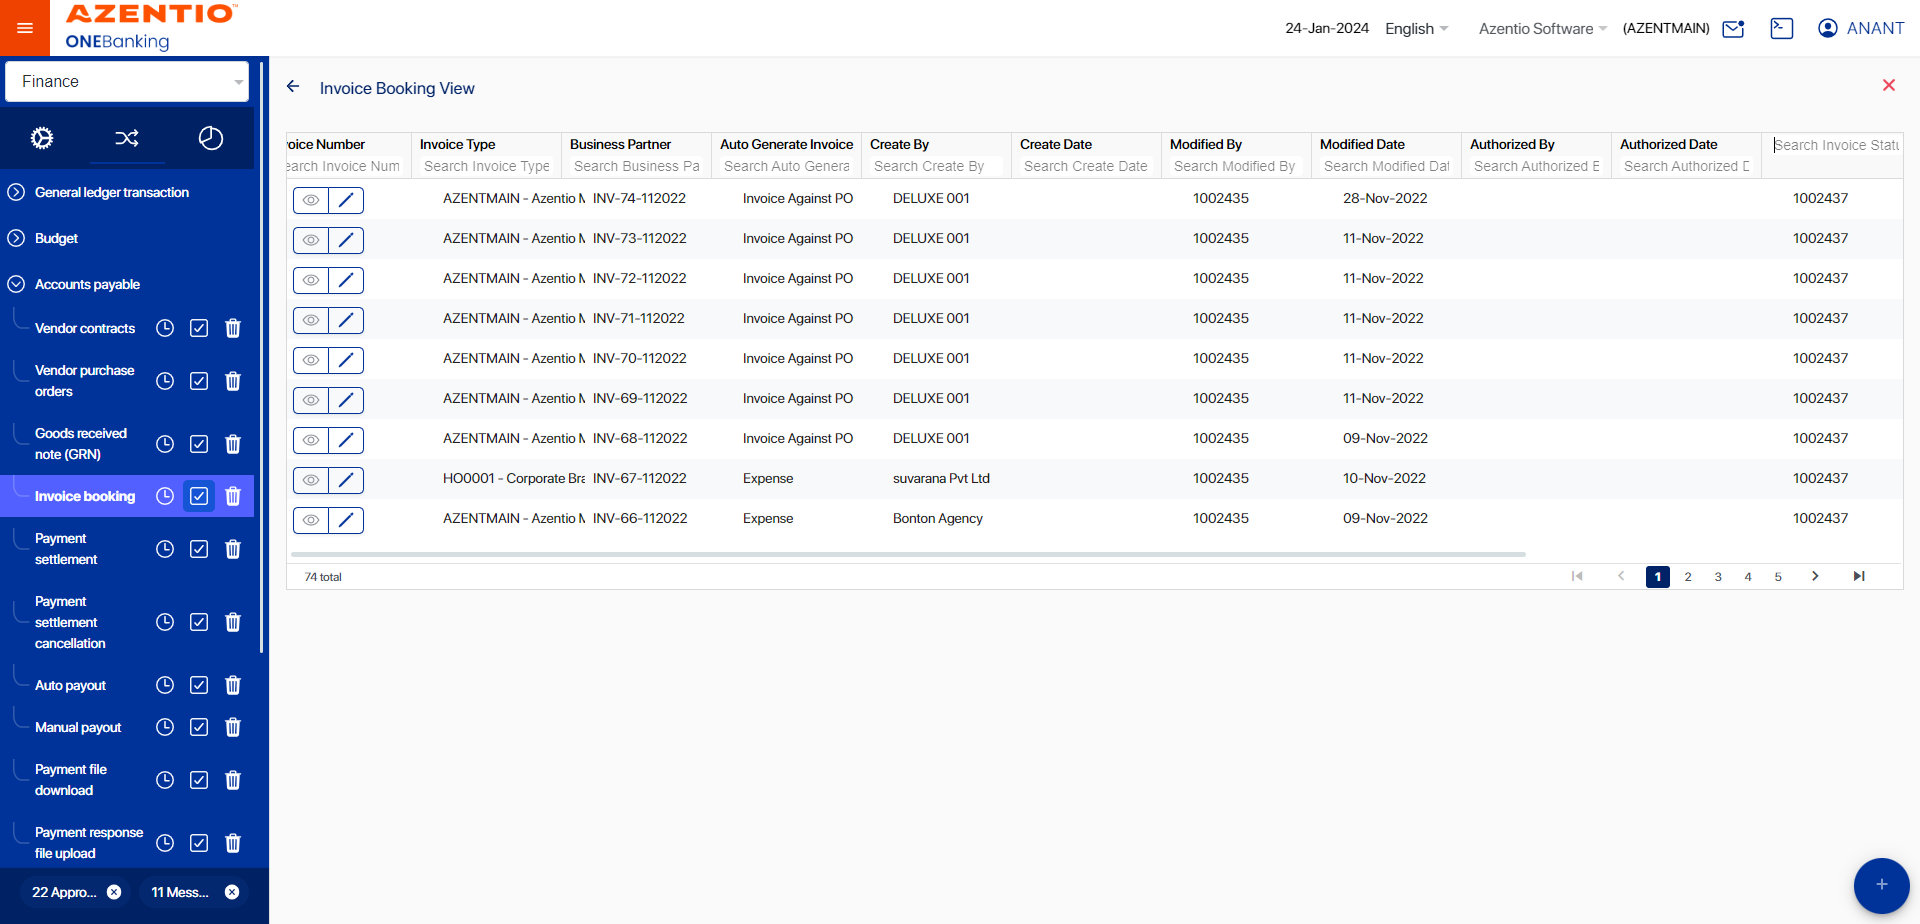 AZENTIO™
ONEBanking
24-Jan-2024 English Azentio Software (AZENTMAIN) ANANT
Finance
General ledger transaction
Budget
Accounts payable
Vendor contracts
Vendor purchase
orders
Goods received
note (GRN)
Invoice booking
Payment
settlement
Payment
settlement
cancellation
Auto payout
Manual payout
Payment file
download
Payment response
file upload
22 Appro...
11 Mess...
Invoice Booking View
oice Number Invoice Type Business Partner Auto Generate Invoice Create By Create Date Modified By Modified Date Authorized By Authorized Date Search Invoice Statu
earch Invoice Num Search Invoice Type Search Business Pa Search Auto Genera Search Create By Search Create Date Search Modified By Search Modified Dat Search Authorized E Search Authorized D
AZENTMAIN - Azentio M INV-74-112022 Invoice Against PO DELUXE 001 1002435 28-Nov-2022 1002437
AZENTMAIN - Azentio M INV-73-112022 Invoice Against PO DELUXE 001 1002435 11-Nov-2022 1002437
AZENTMAIN - Azentio M INV-72-112022 Invoice Against PO DELUXE 001 1002435 11-Nov-2022 1002437
AZENTMAIN - Azentio M INV-71-112022 Invoice Against PO DELUXE 001 1002435 11-Nov-2022 1002437
AZENTMAIN - Azentio M INV-70-112022 Invoice Against PO DELUXE 001 1002435 11-Nov-2022 1002437
AZENTMAIN - Azentio M INV-69-112022 Invoice Against PO DELUXE 001 1002435 11-Nov-2022 1002437
AZENTMAIN - Azentio M INV-68-112022 Invoice Against PO DELUXE 001 1002435 09-Nov-2022 1002437
HO0001 - Corporate Bra INV-67-112022 Expense suvarana Pvt Ltd 1002435 10-Nov-2022 1002437
AZENTMAIN - Azentio M INV-66-112022 Expense Bonton Agency 1002435 09-Nov-2022 1002437
74 total 1 2 3 4 5